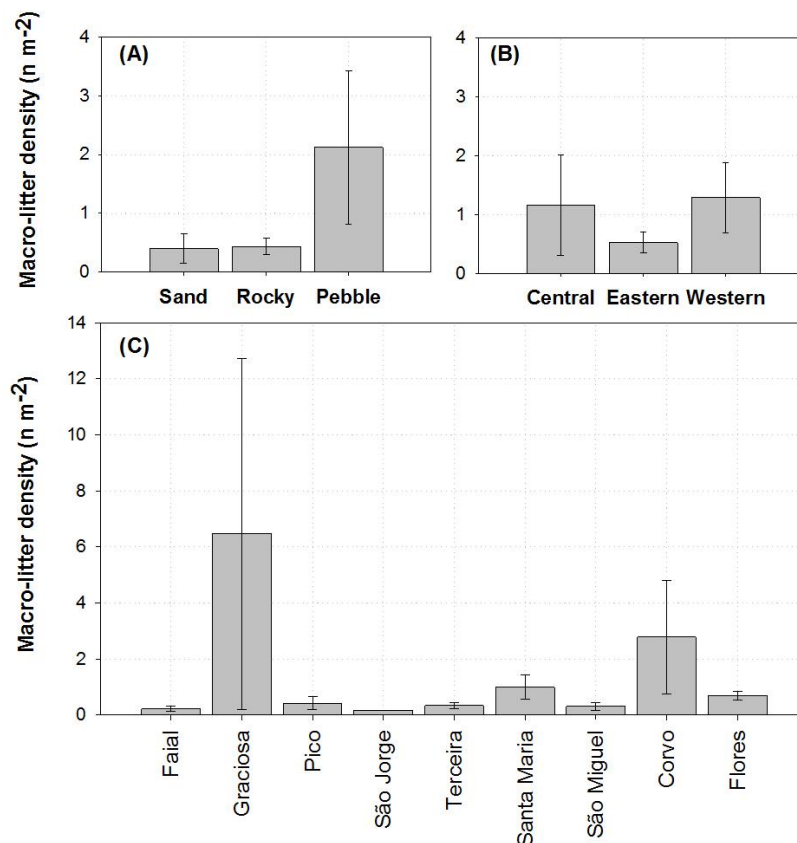 (A)
Macro-litter density (n m-2)
4
3
2
1
0
Sand Rocky Pebble
(B)
4
3
2
1
0
Central Eastern Western
(C)
Macro-litter density (n m-2)
14
12
10
8
6
4
2
0
Faial
Graciosa
Pico
São Jorge
Terceira
Santa Maria
São Miguel
Corvo
Flores